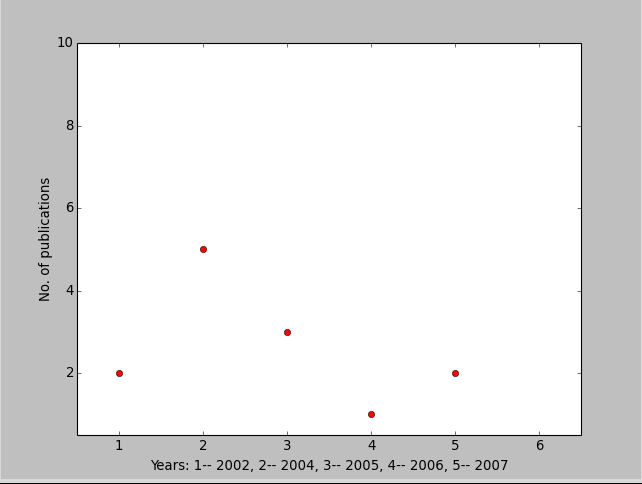 10
8
6
4
2
No. of publications
1 2 3 4 5 6
Years: 1-- 2002, 2-- 2004, 3-- 2005, 4-- 2006, 5-- 2007